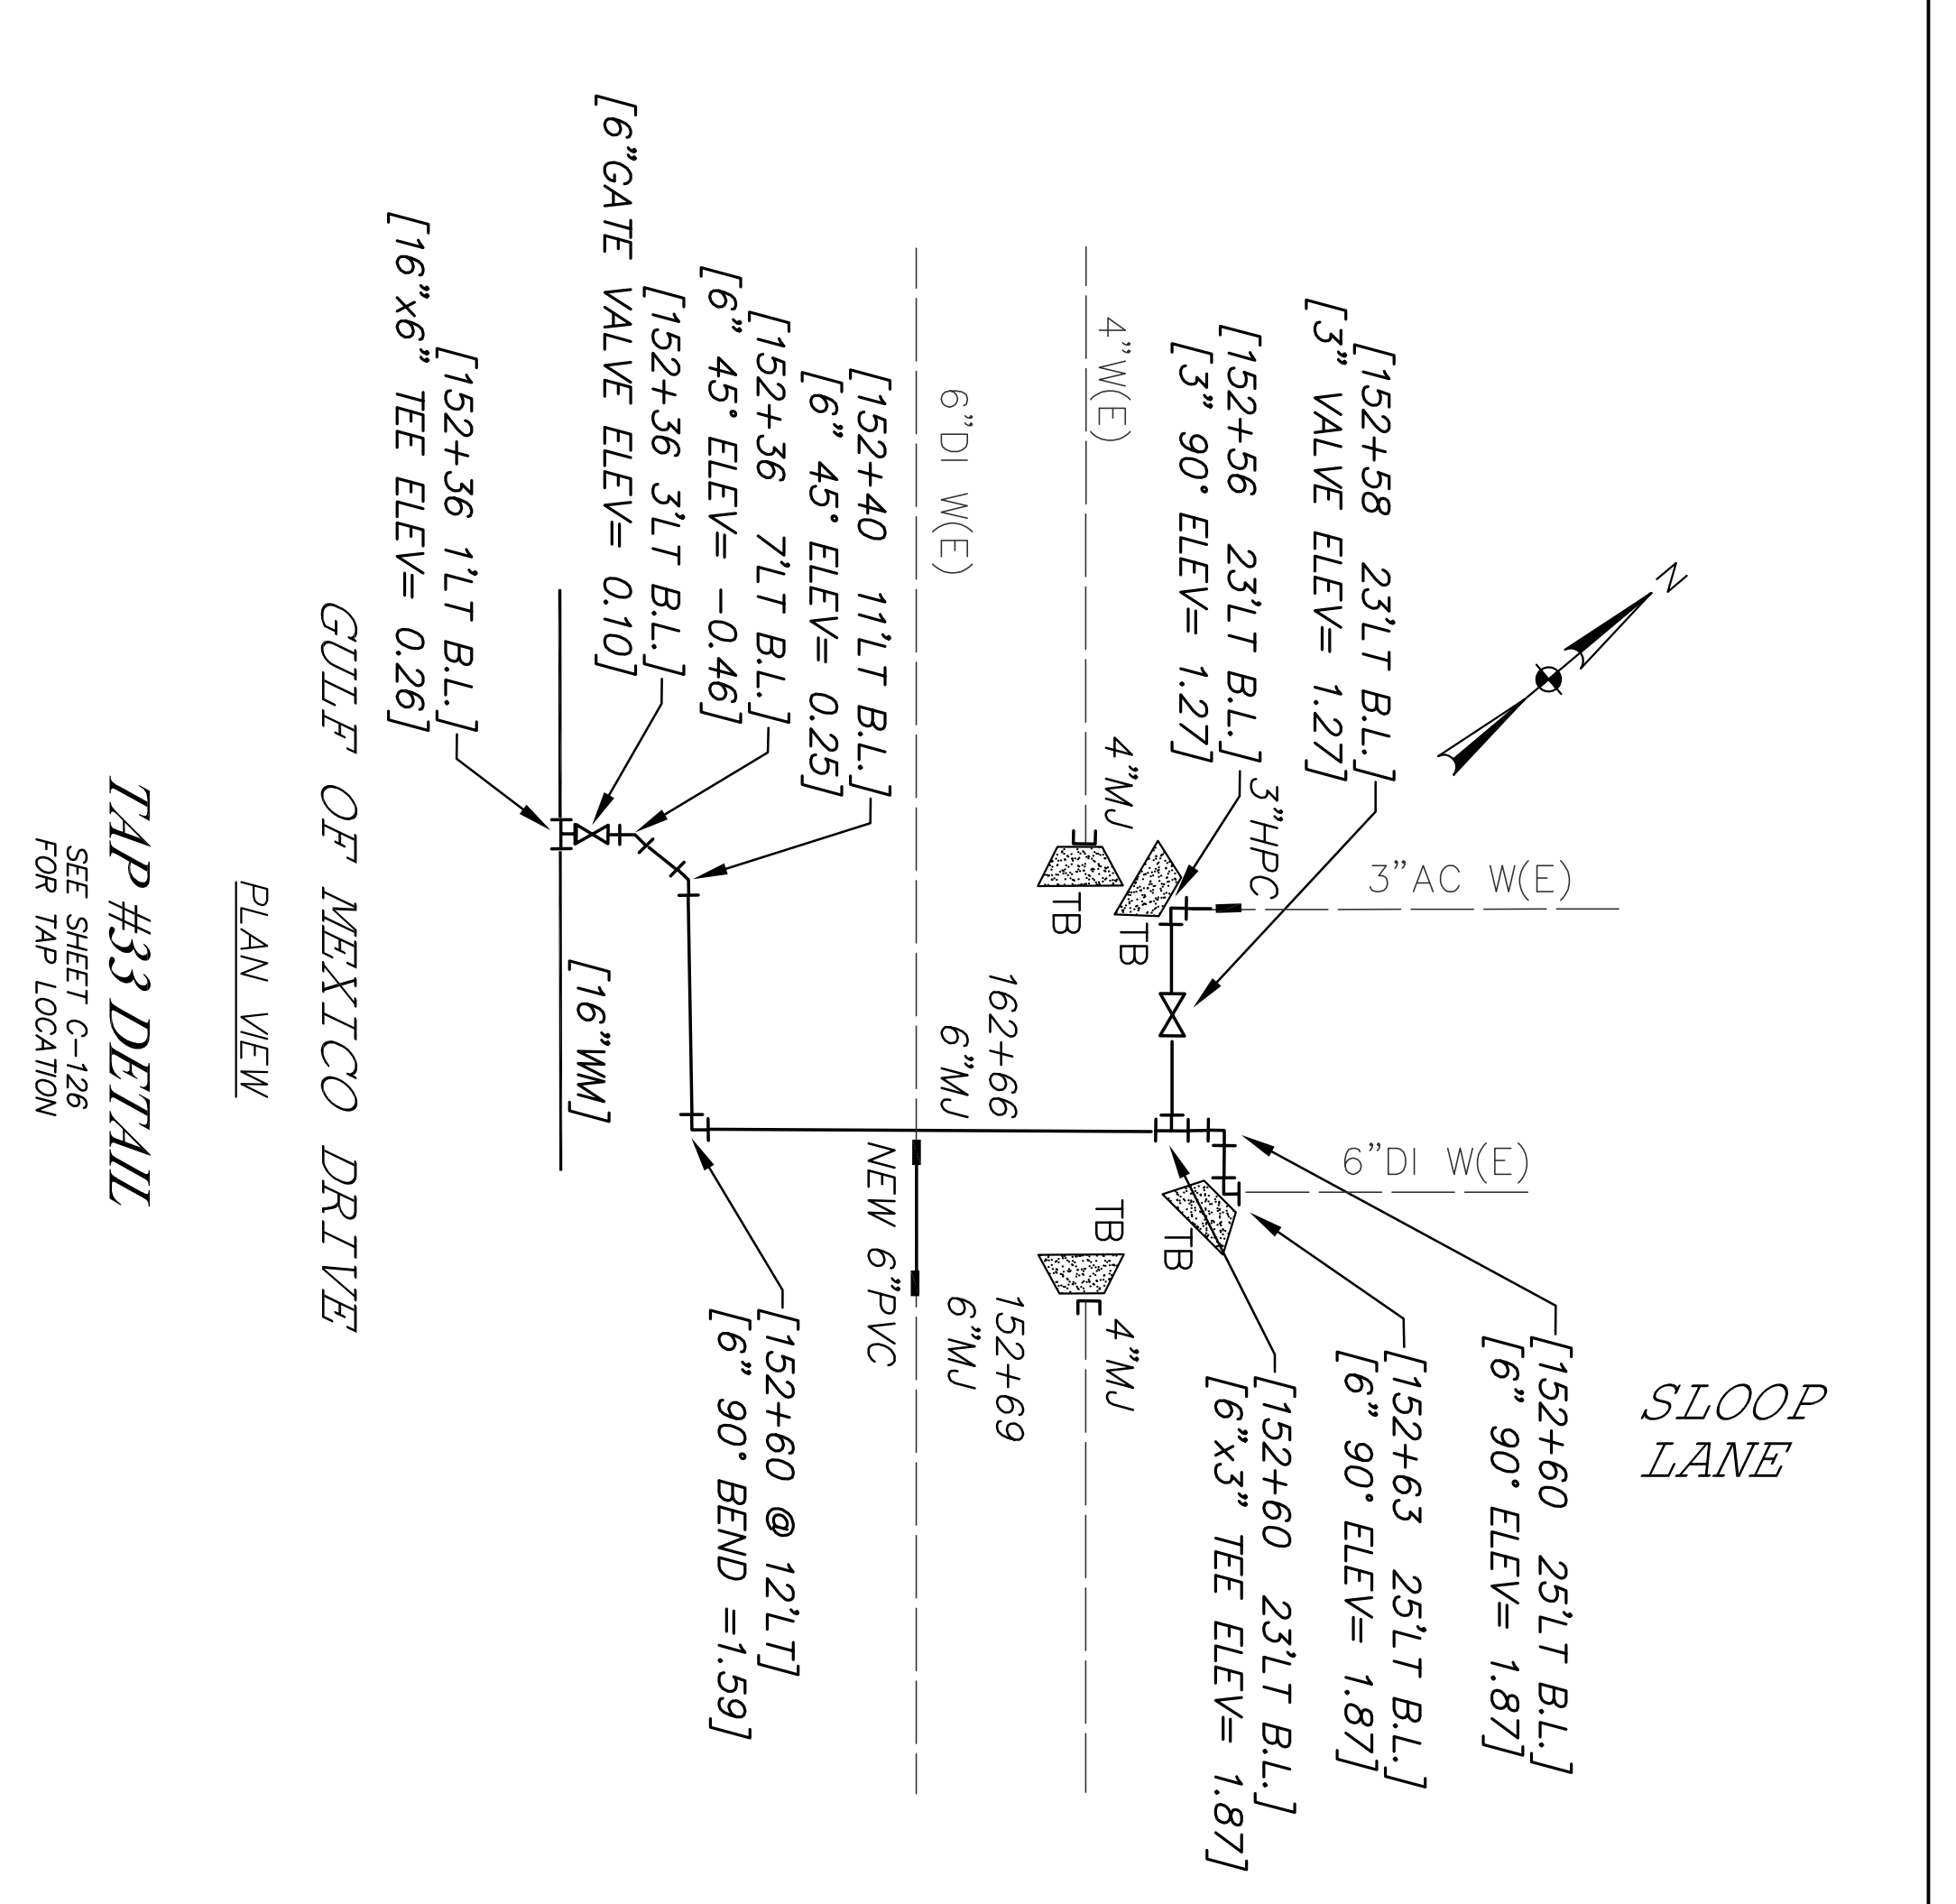 [152+58 23'LT B.L.]
[3" VALVE ELEV= 1.27]
[152+56 23'LT B.L.]
[3" 90° ELEV= 1.27]
4"W(E)
6"DI W(E)
[152+40 11'LT B.L.]
[6" 45° ELEV= 0.25]
[152+36 7'LT B.L.]
[6" 45° ELEV= -0.46]
[152+36 3'LT B.L.]
[6"GATE VALVE ELEV= 0.10]
[152+36 1'LT B.L.]
[16"x6" TEE ELEV= 0.26]
N
3"HPC
4"MJ
3"AC W(E)
TB
TB
162+66
6"MJ
[16"WM]
6"DI W(E)
NEW 6"PVC
TB
TB
152+69
6"MJ
4"MJ
SLOOP
LANE
[152+60 25'LT B.L.]
[6" 90° ELEV= 1.87]
[152+63 25'LT B.L.]
[6" 90° ELEV= 1.87]
[152+60 23'LT B.L.]
[6"x3" TEE ELEV= 1.87]
[152+60 @ 12'LT]
[6" 90° BEND =1.59]
GULF OF MEXICO DRIVE
PLAN VIEW
TAP #33 DETAIL
SEE SHEET C-126
FOR TAP LOCATION